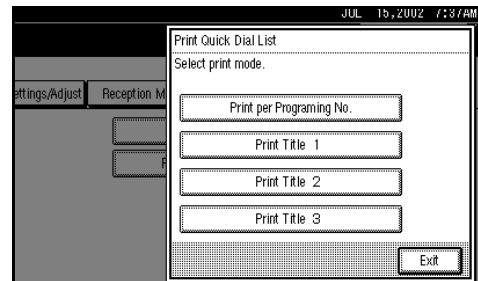 JUL 15,2002 7:37AM
Print Quick Dial List
Select print mode.
ettings/Adjust Reception M
Print per Programing No.
Print Title 1
Print Title 2
Print Title 3
Exit